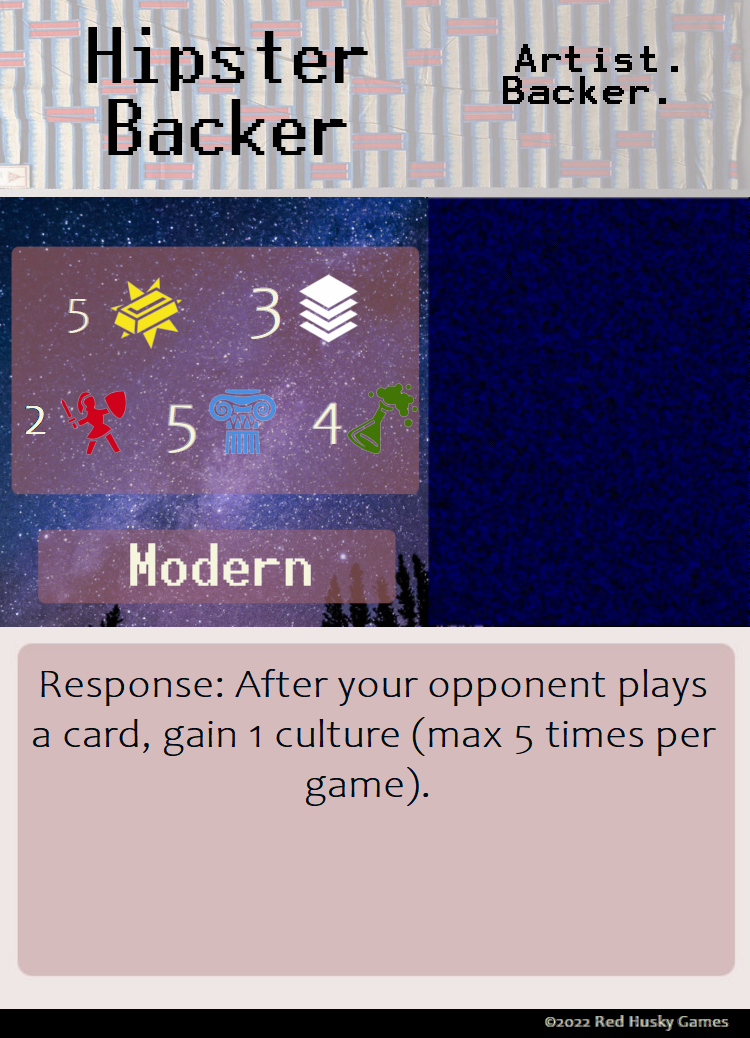 Hipster
Backer
Artist.
Backer.
5
3
2
5
4
Modern
Response: After your opponent plays
a card, gain 1 culture (max 5 times per
game).
©2022 Red Husky Games